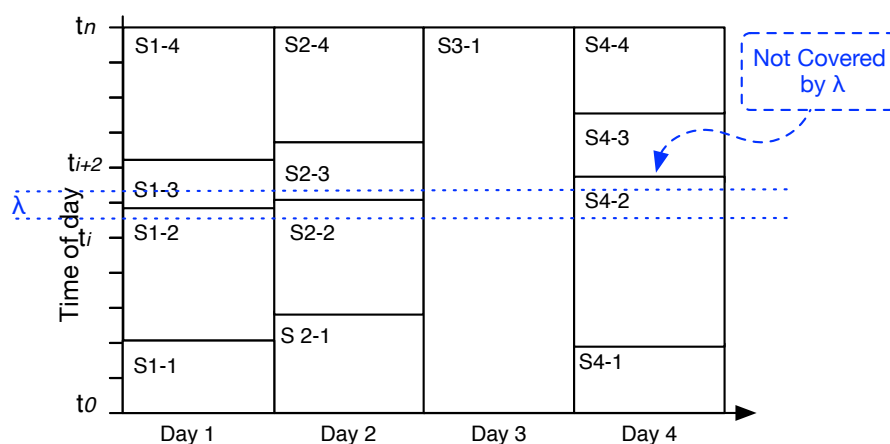 tn
S1-4
S2-4
S3-1
S4-4
Not Covered
by λ
S4-3
ti+2
S1-3
S2-3
λ
S4-2
ti
S1-2
S2-2
Time of day
S 2-1
S1-1
S4-1
t0
Day 1
Day 2
Day 3
Day 4